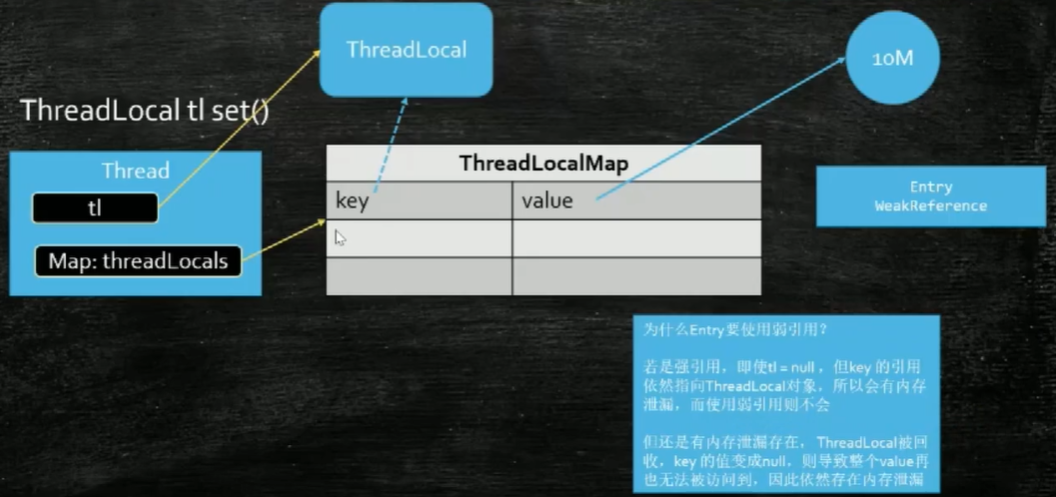 ThreadLocal
10M
ThreadLocal tl set()
Thread
tl
Map: threadLocals
ThreadLocalMap
key
value
Entry
WeakReference
为什么Entry要使用弱引用？
若是强引用，即使tl = null ，但key 的引用
依然指向ThreadLocal对象，所以会有内存
泄漏，而使用弱引用则不会
但还是有内存泄漏存在， ThreadLocal被回
收，key 的值变成null，则导致整个value再
也无法被访问到，因此依然存在内存泄漏